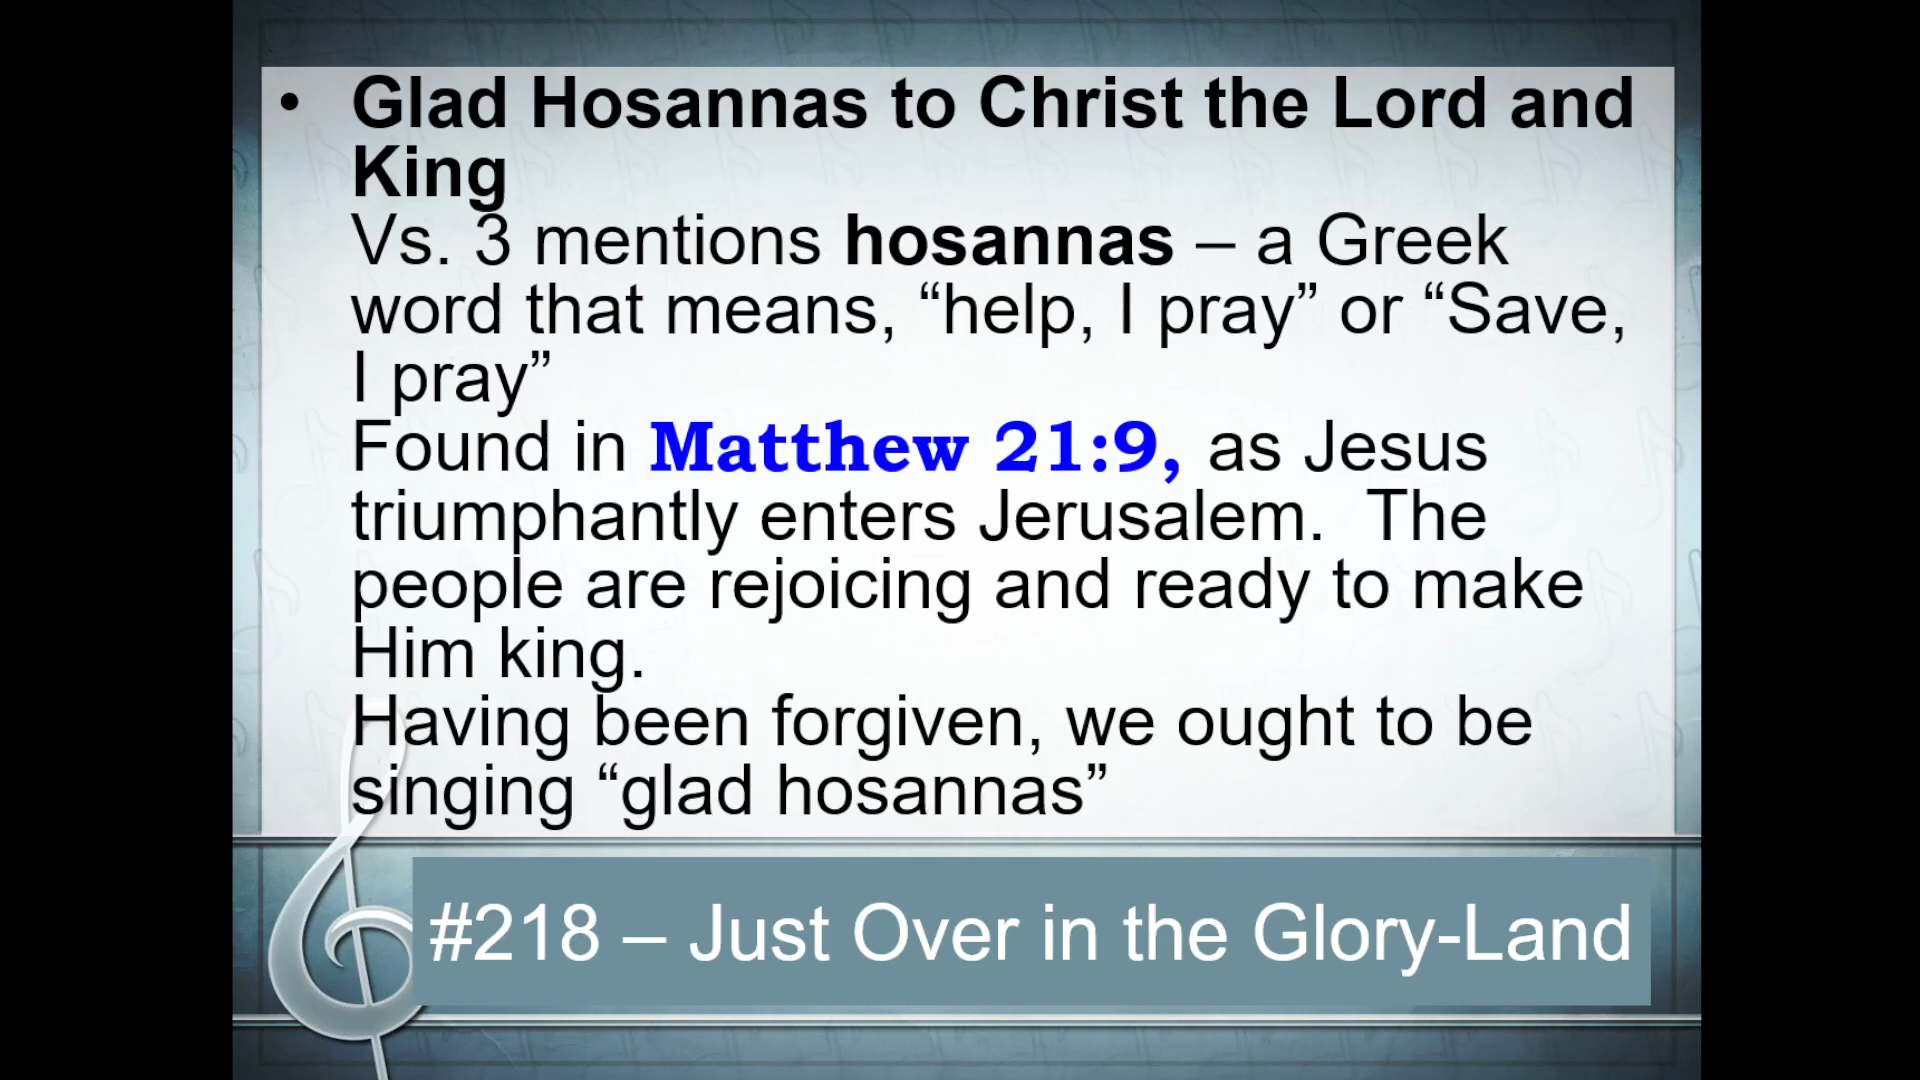 • Glad Hosannas to Christ the Lord and
King
Vs. 3 mentions hosannas – a Greek
word that means, “help, I pray” or “Save,
I pray”
Found in Matthew 21:9, as Jesus
triumphantly enters Jerusalem.  The
people are rejoicing and ready to make
Him king.
Having been forgiven, we ought to be
singing “glad hosannas”
#218 – Just Over in the Glory-Land